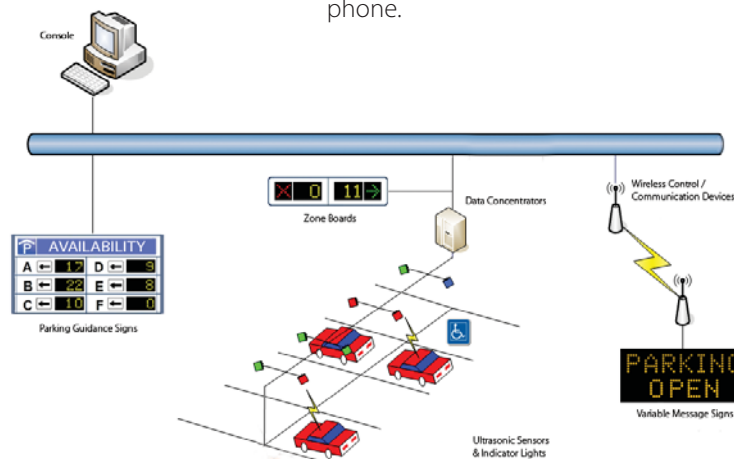 phone.
Console
Wireless Control /
Communication Devices
0 11
Data Concentrators
Zone Boards
P AVAILABILITY
A 17 D 9
B 22 E 8
C 10 F 0
Parking Guidance Signs
PARKING
OPEN
Variable Message Signs
Ultrasonic Sensors
& Indicator Lights